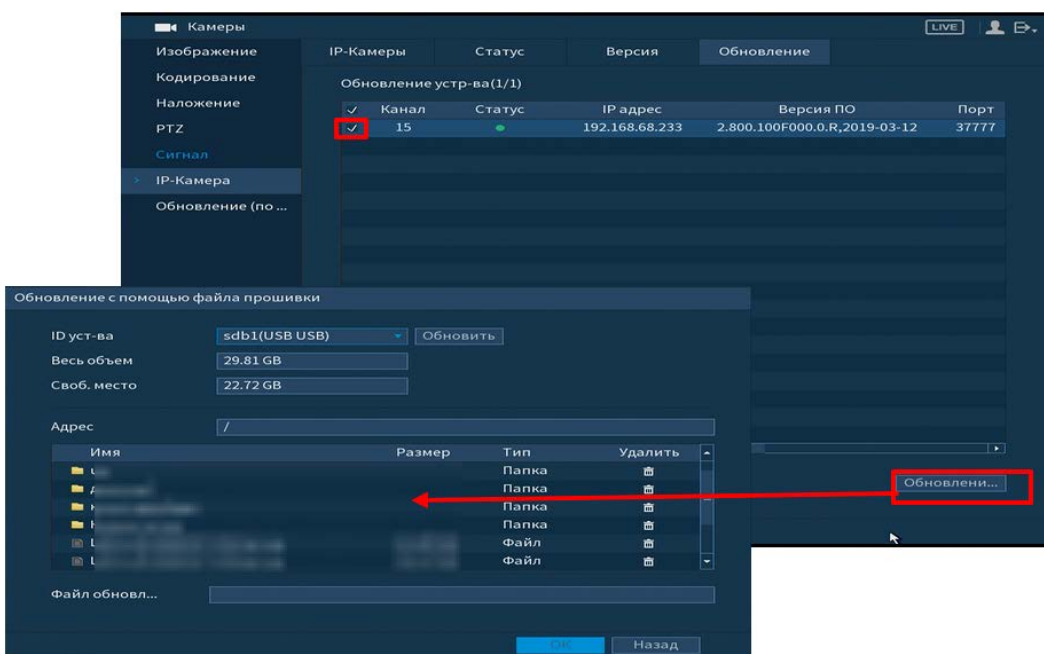 Камеры LIVE
Изображение
Кодирование
Наложение
PTZ
Сигнал
IP-Камера
Обновление (по ...
IP-Камеры Статус Версия Обновление
Обновление устр-ва(1/1)
Канал Статус IP адрес Версия ПО Порт
15 192.168.68.233 2.800.100F000.0.R,2019-03-12 37777
Обновлени...
Обновление с помощью файла прошивки
ID уст-ва sdb1(USB USB) Обновить
Весь объем 29.81 GB
Своб. место 22.72 GB
Адрес /
Имя Размер Тип Удалить
Папка
Папка
Папка
Папка
Файл
Файл
Файл обновл...
OK Назад